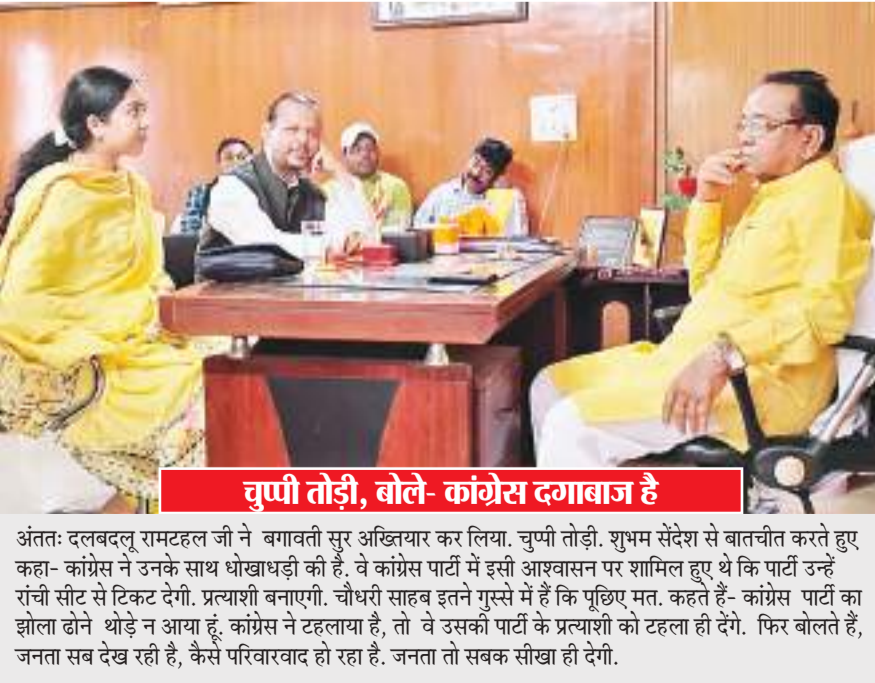 चुप्पी तोड़ी, बोले- कांग्रेस दगाबाज है
अंततः दलबदलू रामटहल जी ने बगावती सुर अख्तियार कर लिया. चुप्पी तोड़ी. शुभम सेंदेश से बातचीत करते हुए
कहा- कांग्रेस ने उनके साथ धोखाधड़ी की है. वे कांग्रेस पार्टी में इसी आश्वासन पर शामिल हुए थे कि पार्टी उन्हें
रांची सीट से टिकट देगी. प्रत्याशी बनाएगी. चौधरी साहब इतने गुस्से में हैं कि पूछिए मत. कहते हैं- कांग्रेस पार्टी का
झोला ढोने थोड़े न आया हूं. कांग्रेस ने टहलाया है, तो वे उसकी पार्टी के प्रत्याशी को टहला ही देंगे. फिर बोलते हैं,
जनता सब देख रही है, कैसे परिवारवाद हो रहा है. जनता तो सबक सीखा ही देगी.